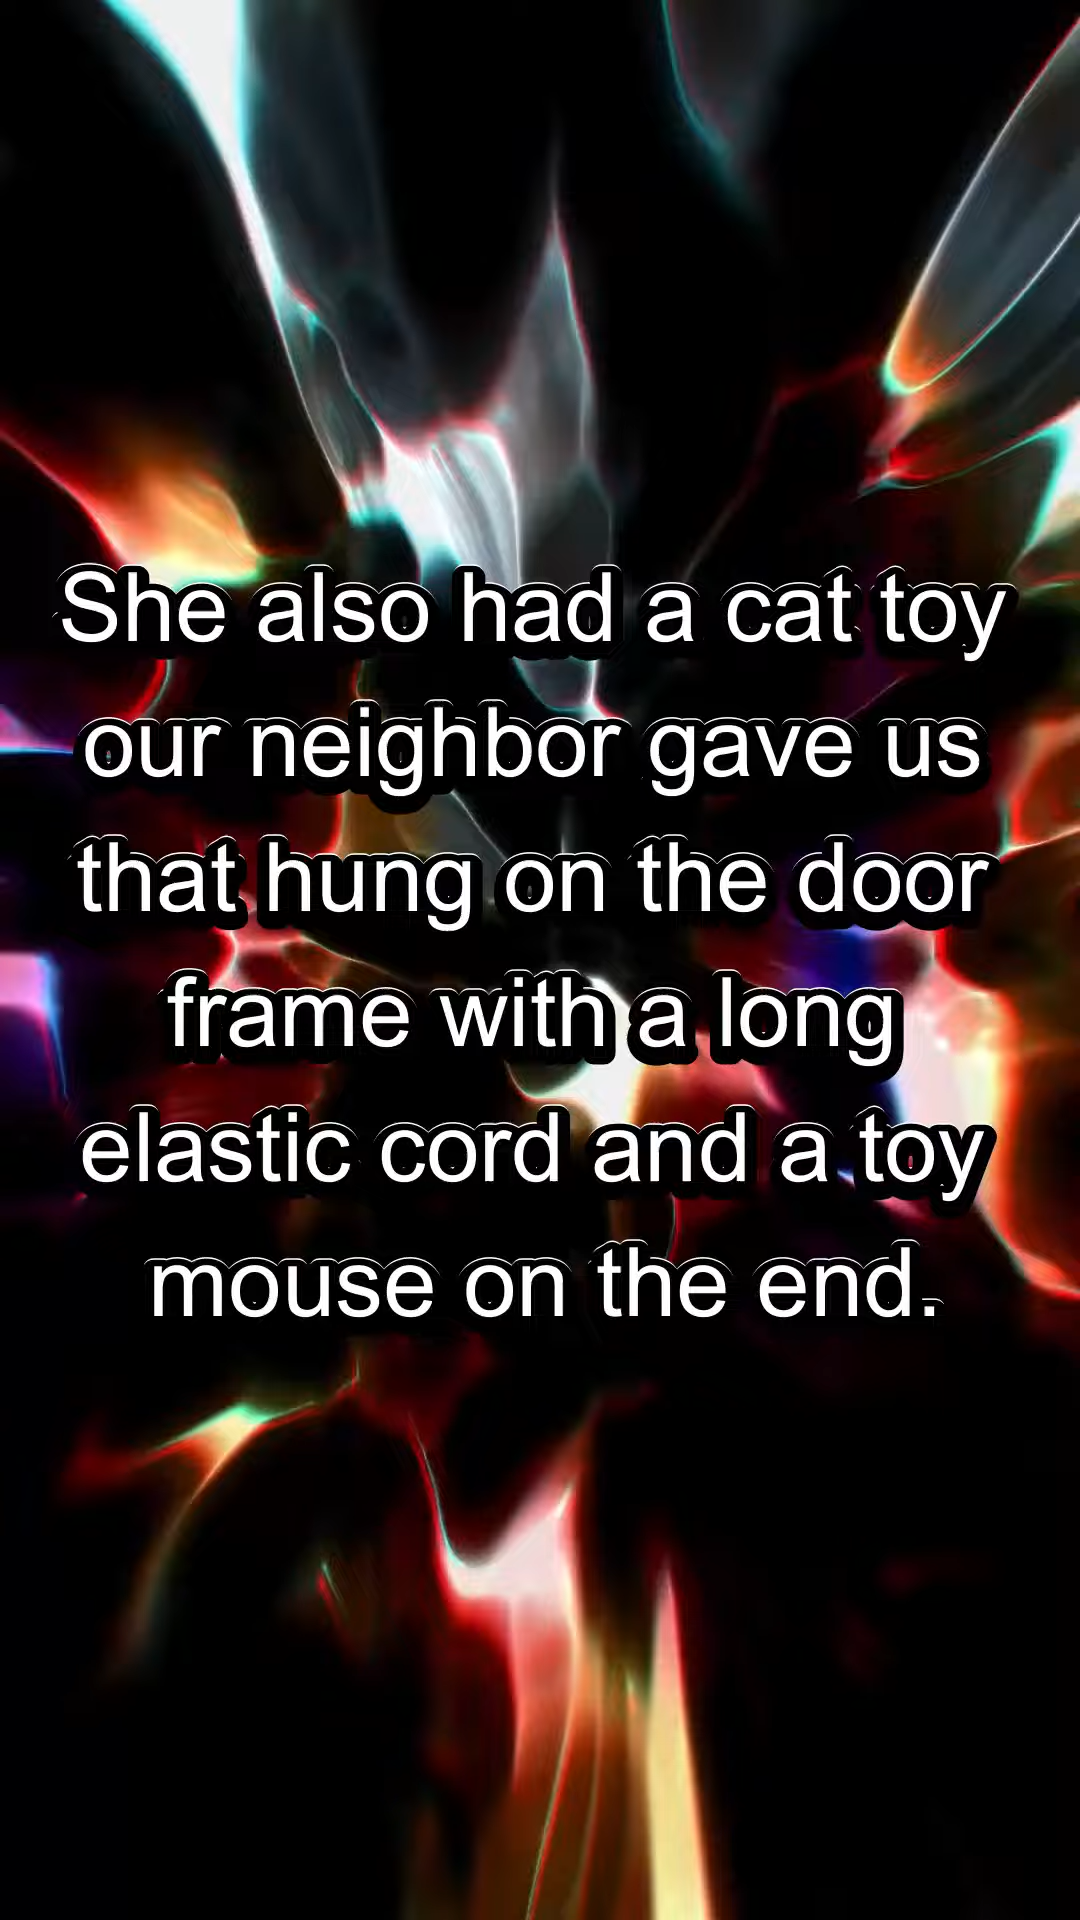 She also had a cat toy
our neighbor gave us
that hung on the door
frame with a long
elastic cord and a toy
mouse on the end.